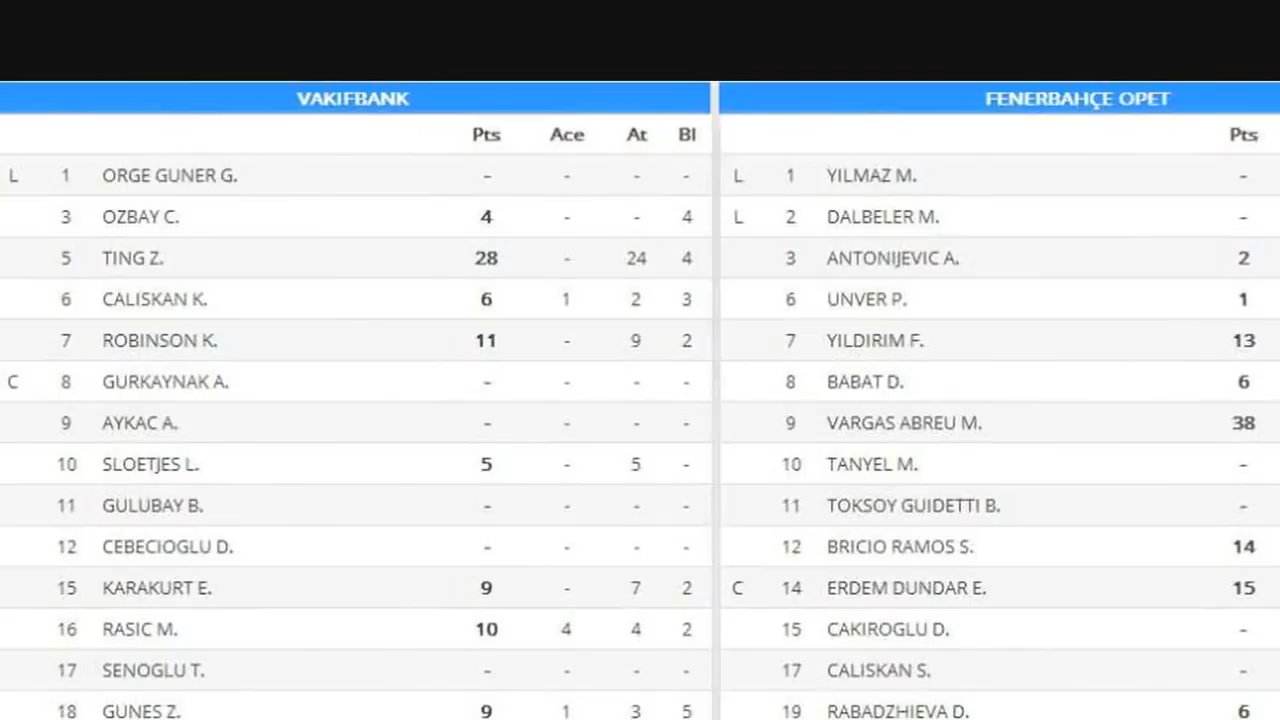 VAKIFBANK FENERBAHÇE OPET
Pts Ace At Bl Pts
L 1 ORGE GUNER G. - - - - L 1 YILMAZ M. -
3 OZBAY C. 4 - - 4 L 2 DALBELER M. -
5 TING Z. 28 - 24 4 3 ANTONIJEVIC A. 2
6 CALISKAN K. 6 1 2 3 6 UNVER P. 1
7 ROBINSON K. 11 - 9 2 7 YILDIRIM F. 13
C 8 GURKAYNAK A. - - - - 8 BABAT D. 6
9 AYKAC A. - - - - 9 VARGAS ABREU M. 38
10 SLOETJES L. 5 - 5 - 10 TANYEL M. -
11 GULUBAY B. - - - - 11 TOKSOY GUIDETTI B. -
12 CEBECIOGLU D. - - - - 12 BRICIO RAMOS S. 14
15 KARAKURT E. 9 - 7 2 C 14 ERDEM DUNDAR E. 15
16 RASIC M. 10 4 4 2 15 CAKIROGLU D. -
17 SENOGLU T. - - - - 17 CALISKAN S. -
18 GUNES Z. 9 1 3 5 19 RABADZHIEVA D. 6